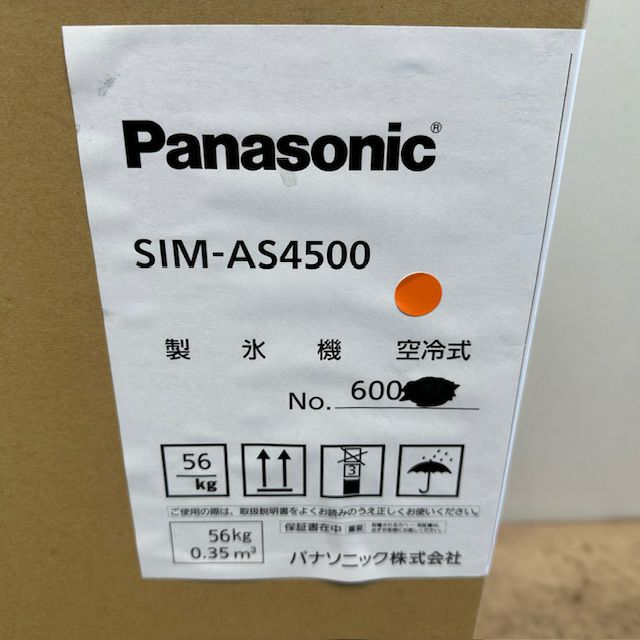 Panasonic®
SIM-AS4500
製氷機 空冷式
No. 600
56
kg
3
ご使用の際は、取扱説明書をよくお読みのうえ正しくお使いください。
56kg
0.35m³
保証書在中
パナソニック株式会社